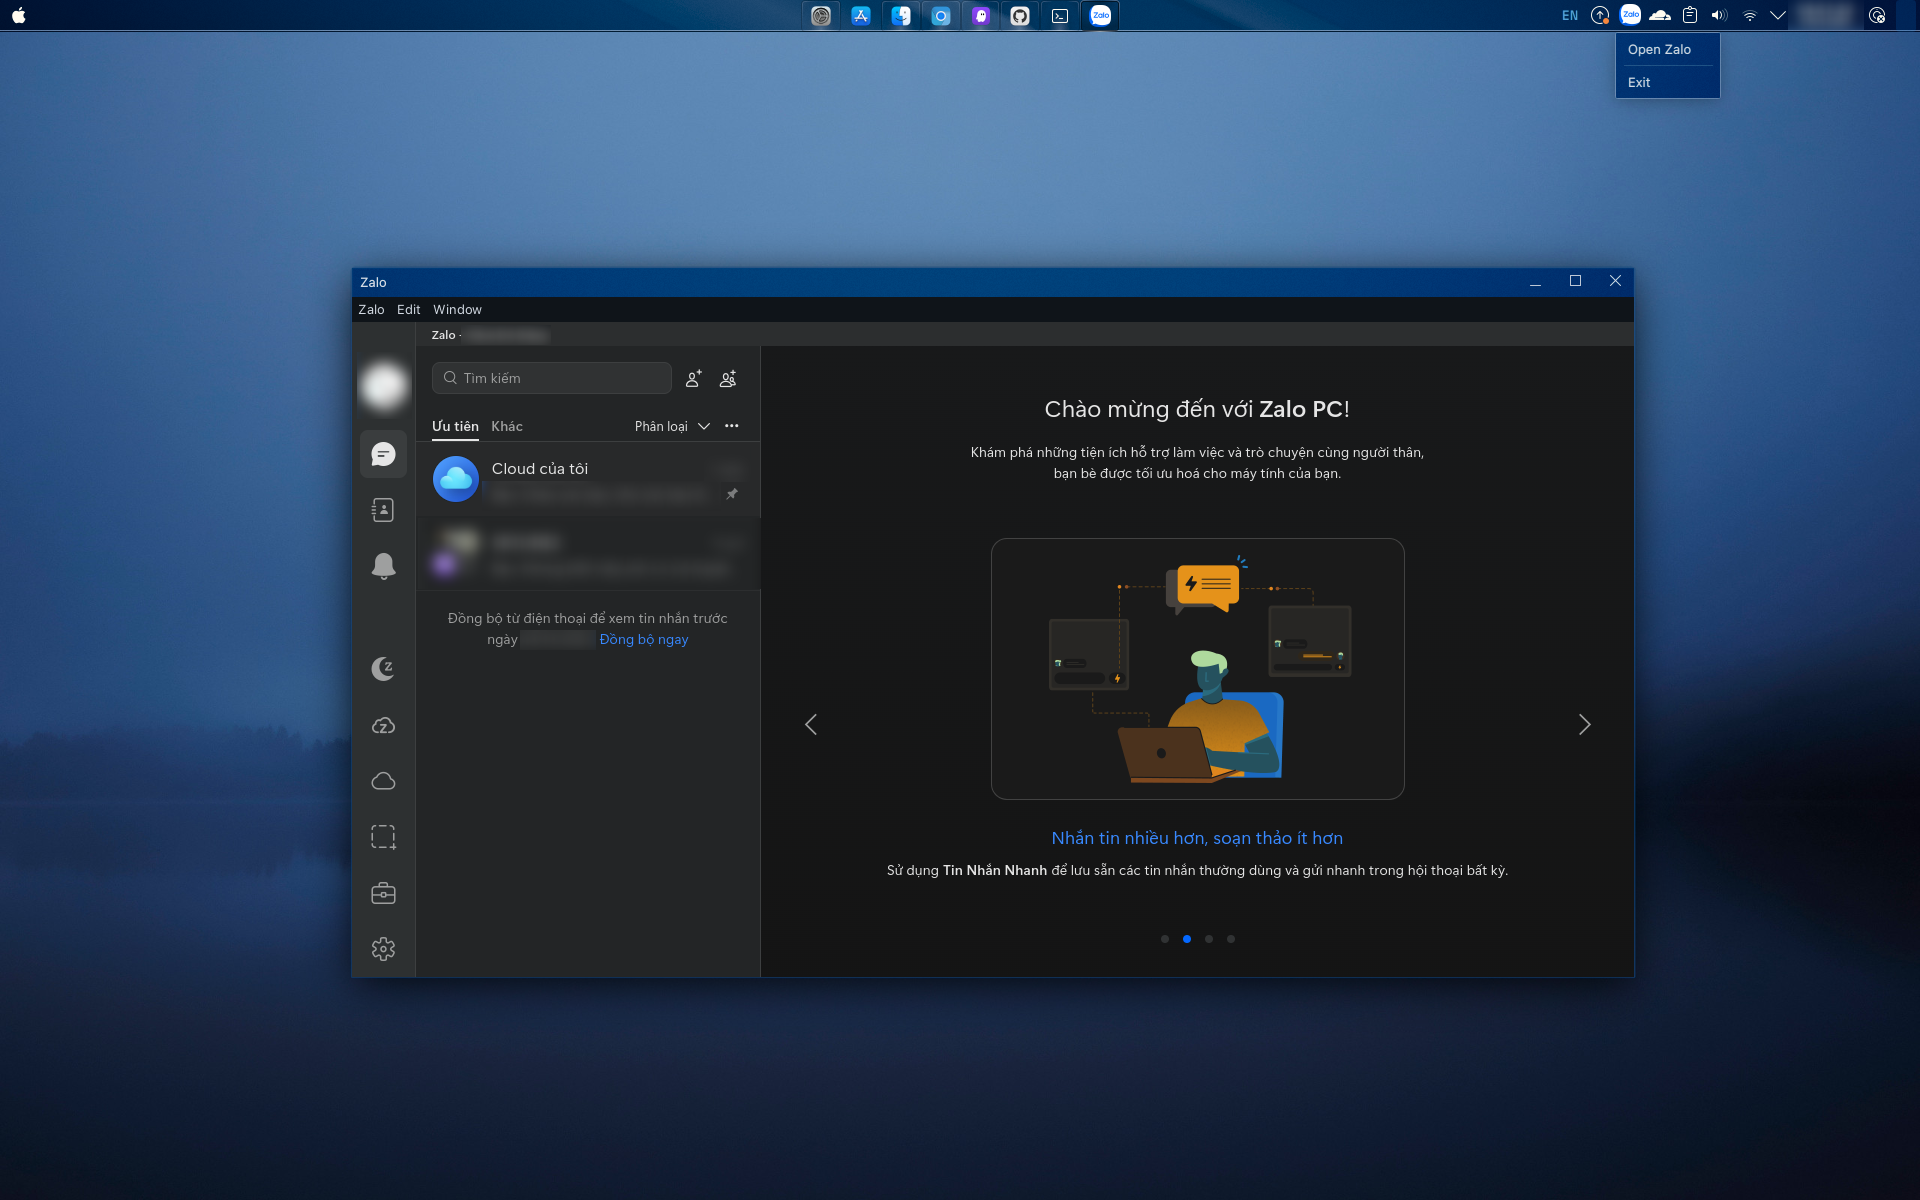 Zalo
EN
Zalo
Open Zalo
Exit
Zalo
Zalo Edit Window
Zalo -
Tìm kiếm
Ưu tiên Khác Phân loại
Cloud của tôi
Đồng bộ từ điện thoại để xem tin nhắn trước
ngày Đồng bộ ngay
Chào mừng đến với Zalo PC!
Khám phá những tiện ích hỗ trợ làm việc và trò chuyện cùng người thân,
bạn bè được tối ưu hoá cho máy tính của bạn.
Nhắn tin nhiều hơn, soạn thảo ít hơn
Sử dụng Tin Nhắn Nhanh để lưu sẵn các tin nhắn thường dùng và gửi nhanh trong hội thoại bất kỳ.